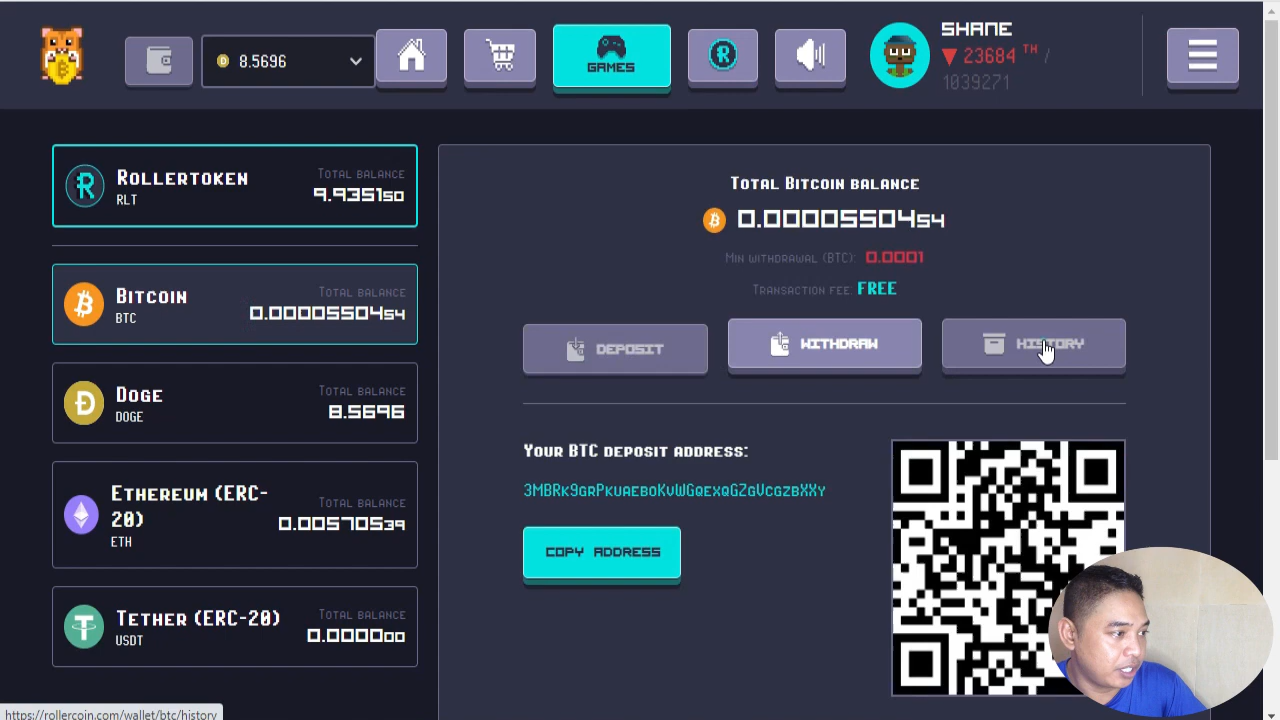 8.5696
GAMES
SHANE
23684 TH /
1039271
ROLLERTOKEN
RLT
TOTAL BALANCE
9.935150
BITCOIN
BTC
TOTAL BALANCE
0.0000550454
DOGE
DOGE
TOTAL BALANCE
8.5696
ETHEREUM (ERC-
20)
ETH
TOTAL BALANCE
0.00570539
TETHER (ERC-20)
USDT
TOTAL BALANCE
0.000000
TOTAL BITCOIN BALANCE
0.0000550454
MIN WITHDRAWAL (BTC): 0.0001
TRANSACTION FEE: FREE
DEPOSIT
WITHDRAW
HISTORY
YOUR BTC DEPOSIT ADDRESS:
COPY ADDRESS
https://rollercoin.com/wallet/btc/history